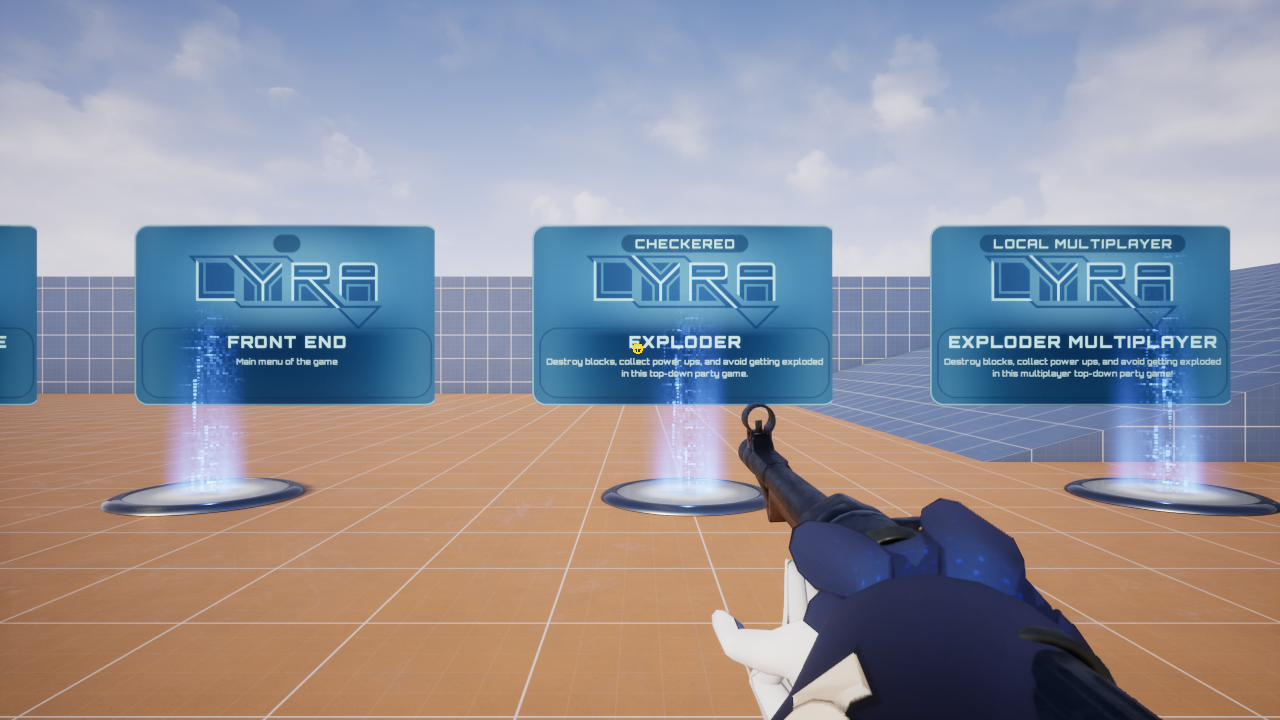 LYRA
FRONT END
Main menu of the game
CHECKERED
LYRA
EXPLODER
Destroy blocks, collect power ups, and avoid getting exploded
in this top-down party game.
LOCAL MULTIPLAYER
LYRA
EXPLODER MULTIPLAYER
Destroy blocks, collect power ups, and avoid getting exploded
in this multiplayer top-down party game!